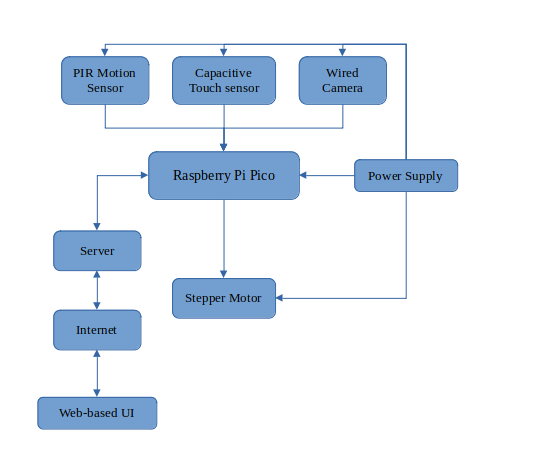 PIR Motion
Sensor
Capacitive
Touch sensor
Wired
Camera
Raspberry Pi Pico
Power Supply
Server
Stepper Motor
Internet
Web-based UI